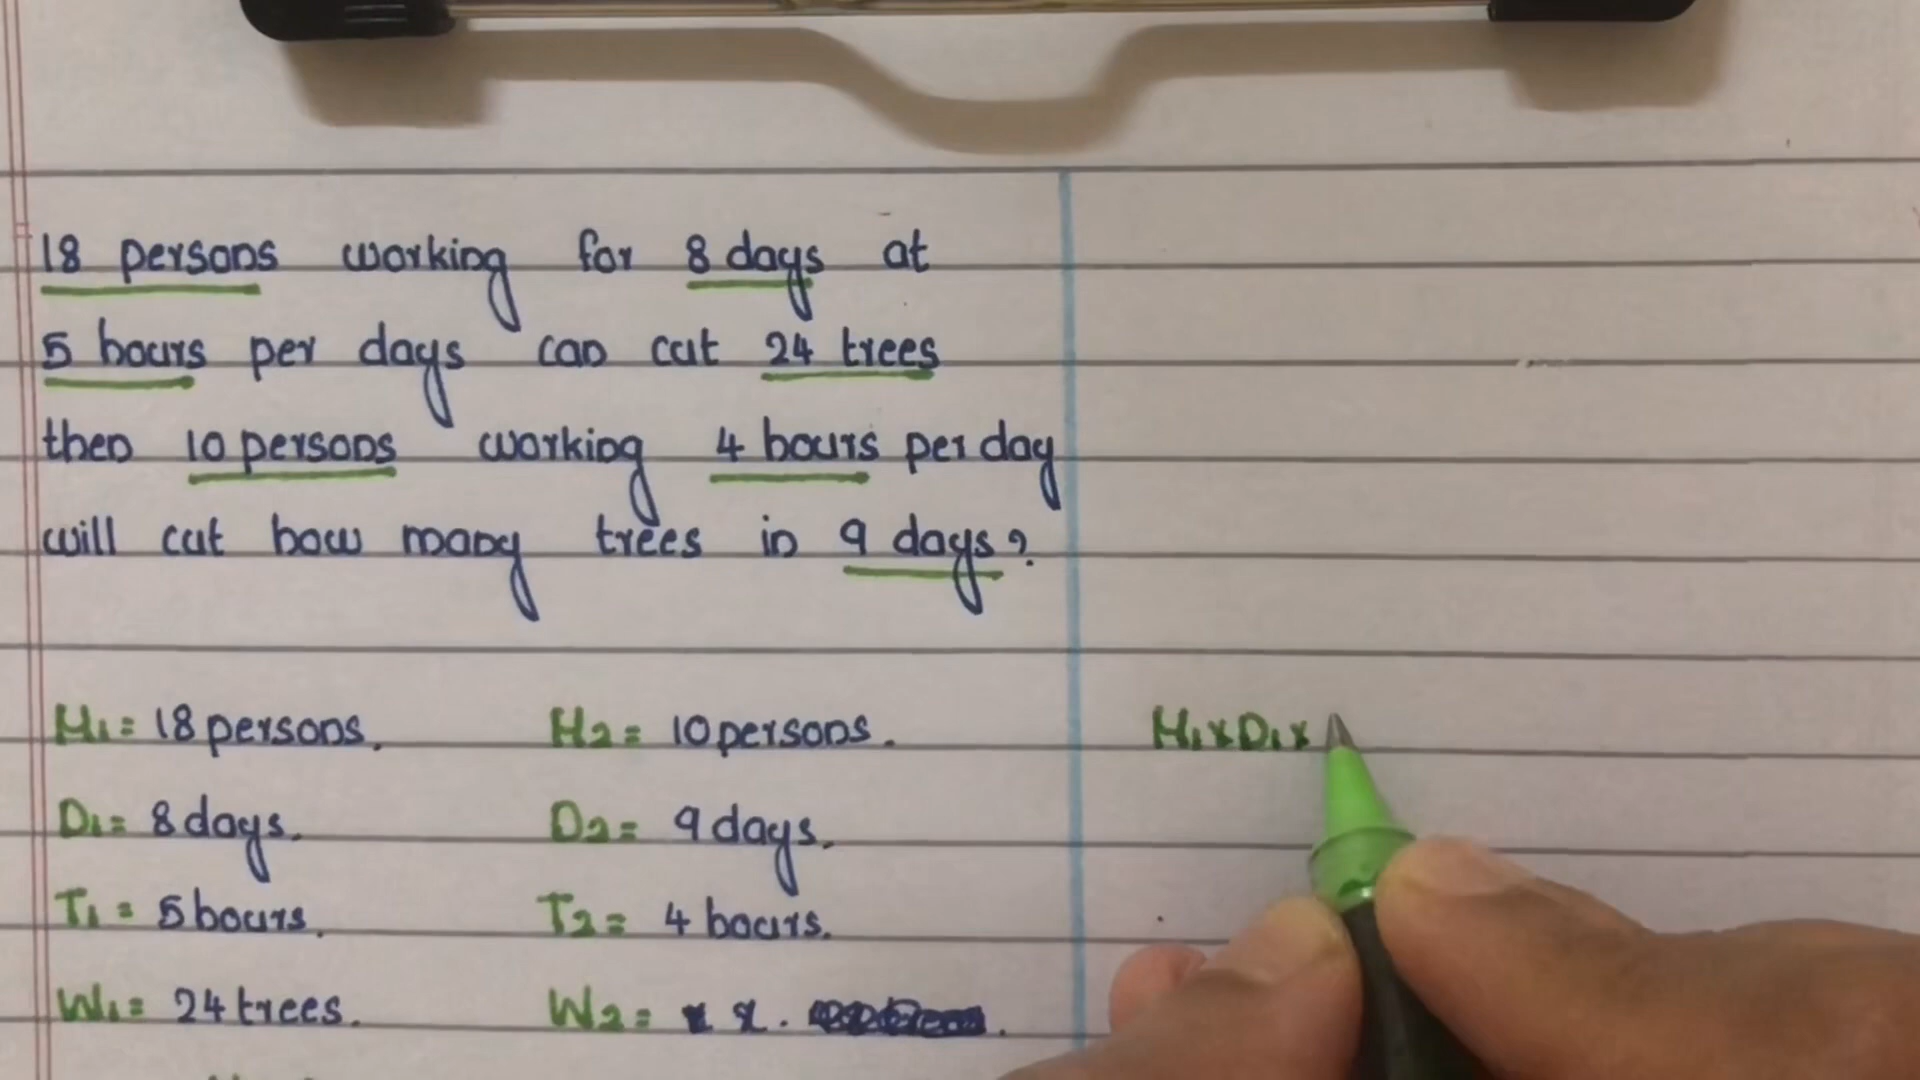 18 persons working for 8 days at
5 hours per days can cut 24 trees
then 10 persons working 4 hours per day
will cut how many trees in 9 days?
M₁= 18 persons. M₂= 10 persons. M₁xD₁x
D₁= 8 days. D₂= 9 days.
T₁= 5 hours. T₂= 4 hours.
W₁= 24 trees. W₂= x x.